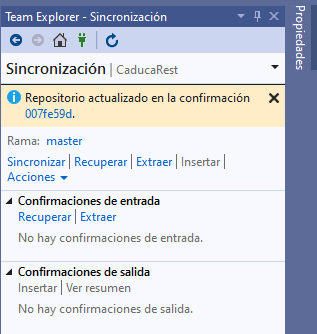 Team Explorer - Sincronización
Sincronización | CaducaRest
Repositorio actualizado en la confirmación
007fe59d.
Rama: master
Sincronizar | Recuperar | Extraer | Insertar |
Acciones
Confirmaciones de entrada
Recuperar | Extraer
No hay confirmaciones de entrada.
Confirmaciones de salida
Insertar | Ver resumen
No hay confirmaciones de salida.
Propiedades